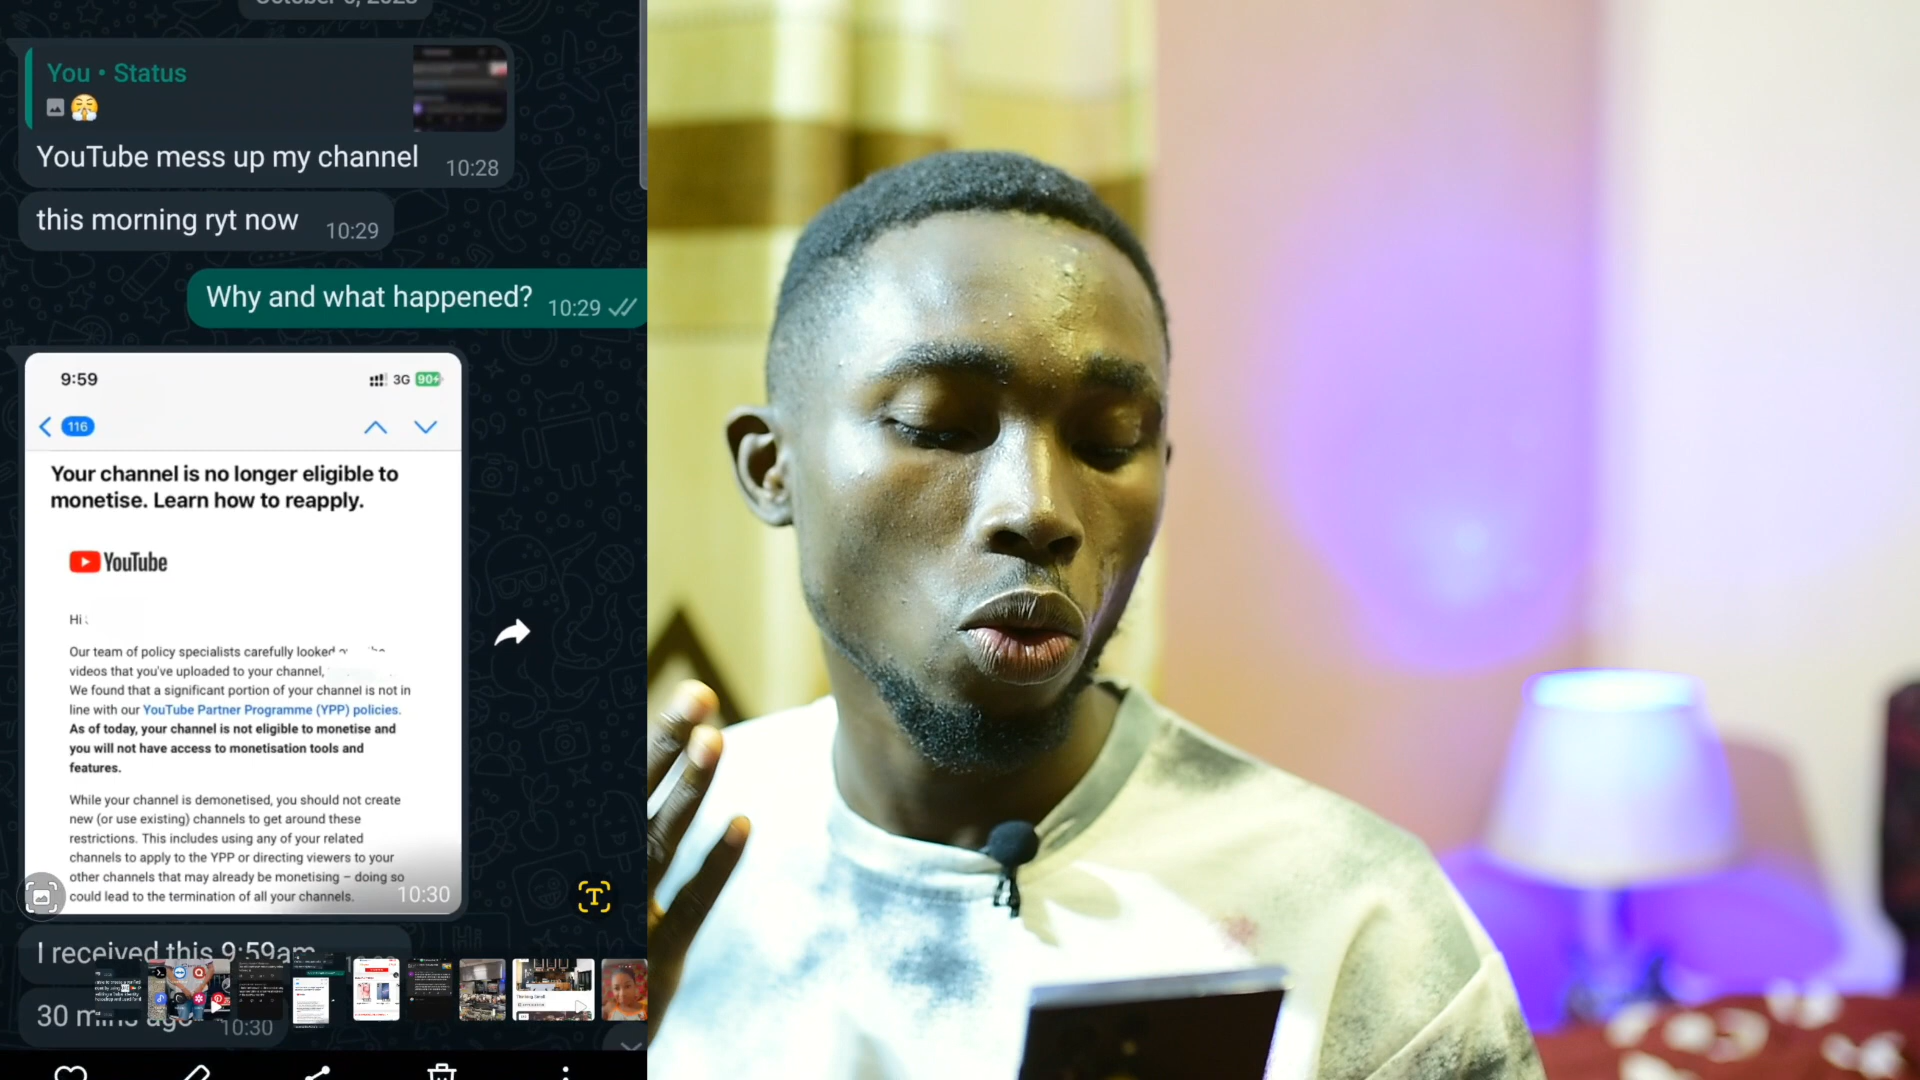 You • Status
YouTube mess up my channel 10:28
this morning ryt now 10:29
Why and what happened? 10:29
9:59 3G 90+
116
Your channel is no longer eligible to
monetise. Learn how to reapply.
YouTube
Hi
Our team of policy specialists carefully looked
videos that you've uploaded to your channel,
We found that a significant portion of your channel is not in
line with our YouTube Partner Programme (YPP) policies.
As of today, your channel is not eligible to monetise and
you will not have access to monetisation tools and
features.
While your channel is demonetised, you should not create
new (or use existing) channels to get around these
restrictions. This includes using any of your related
channels to apply to the YPP or directing viewers to your
other channels that may already be monetising – doing so
could lead to the termination of all your channels. 10:30
T
I received this 9:59am
30 mins ago 10:30